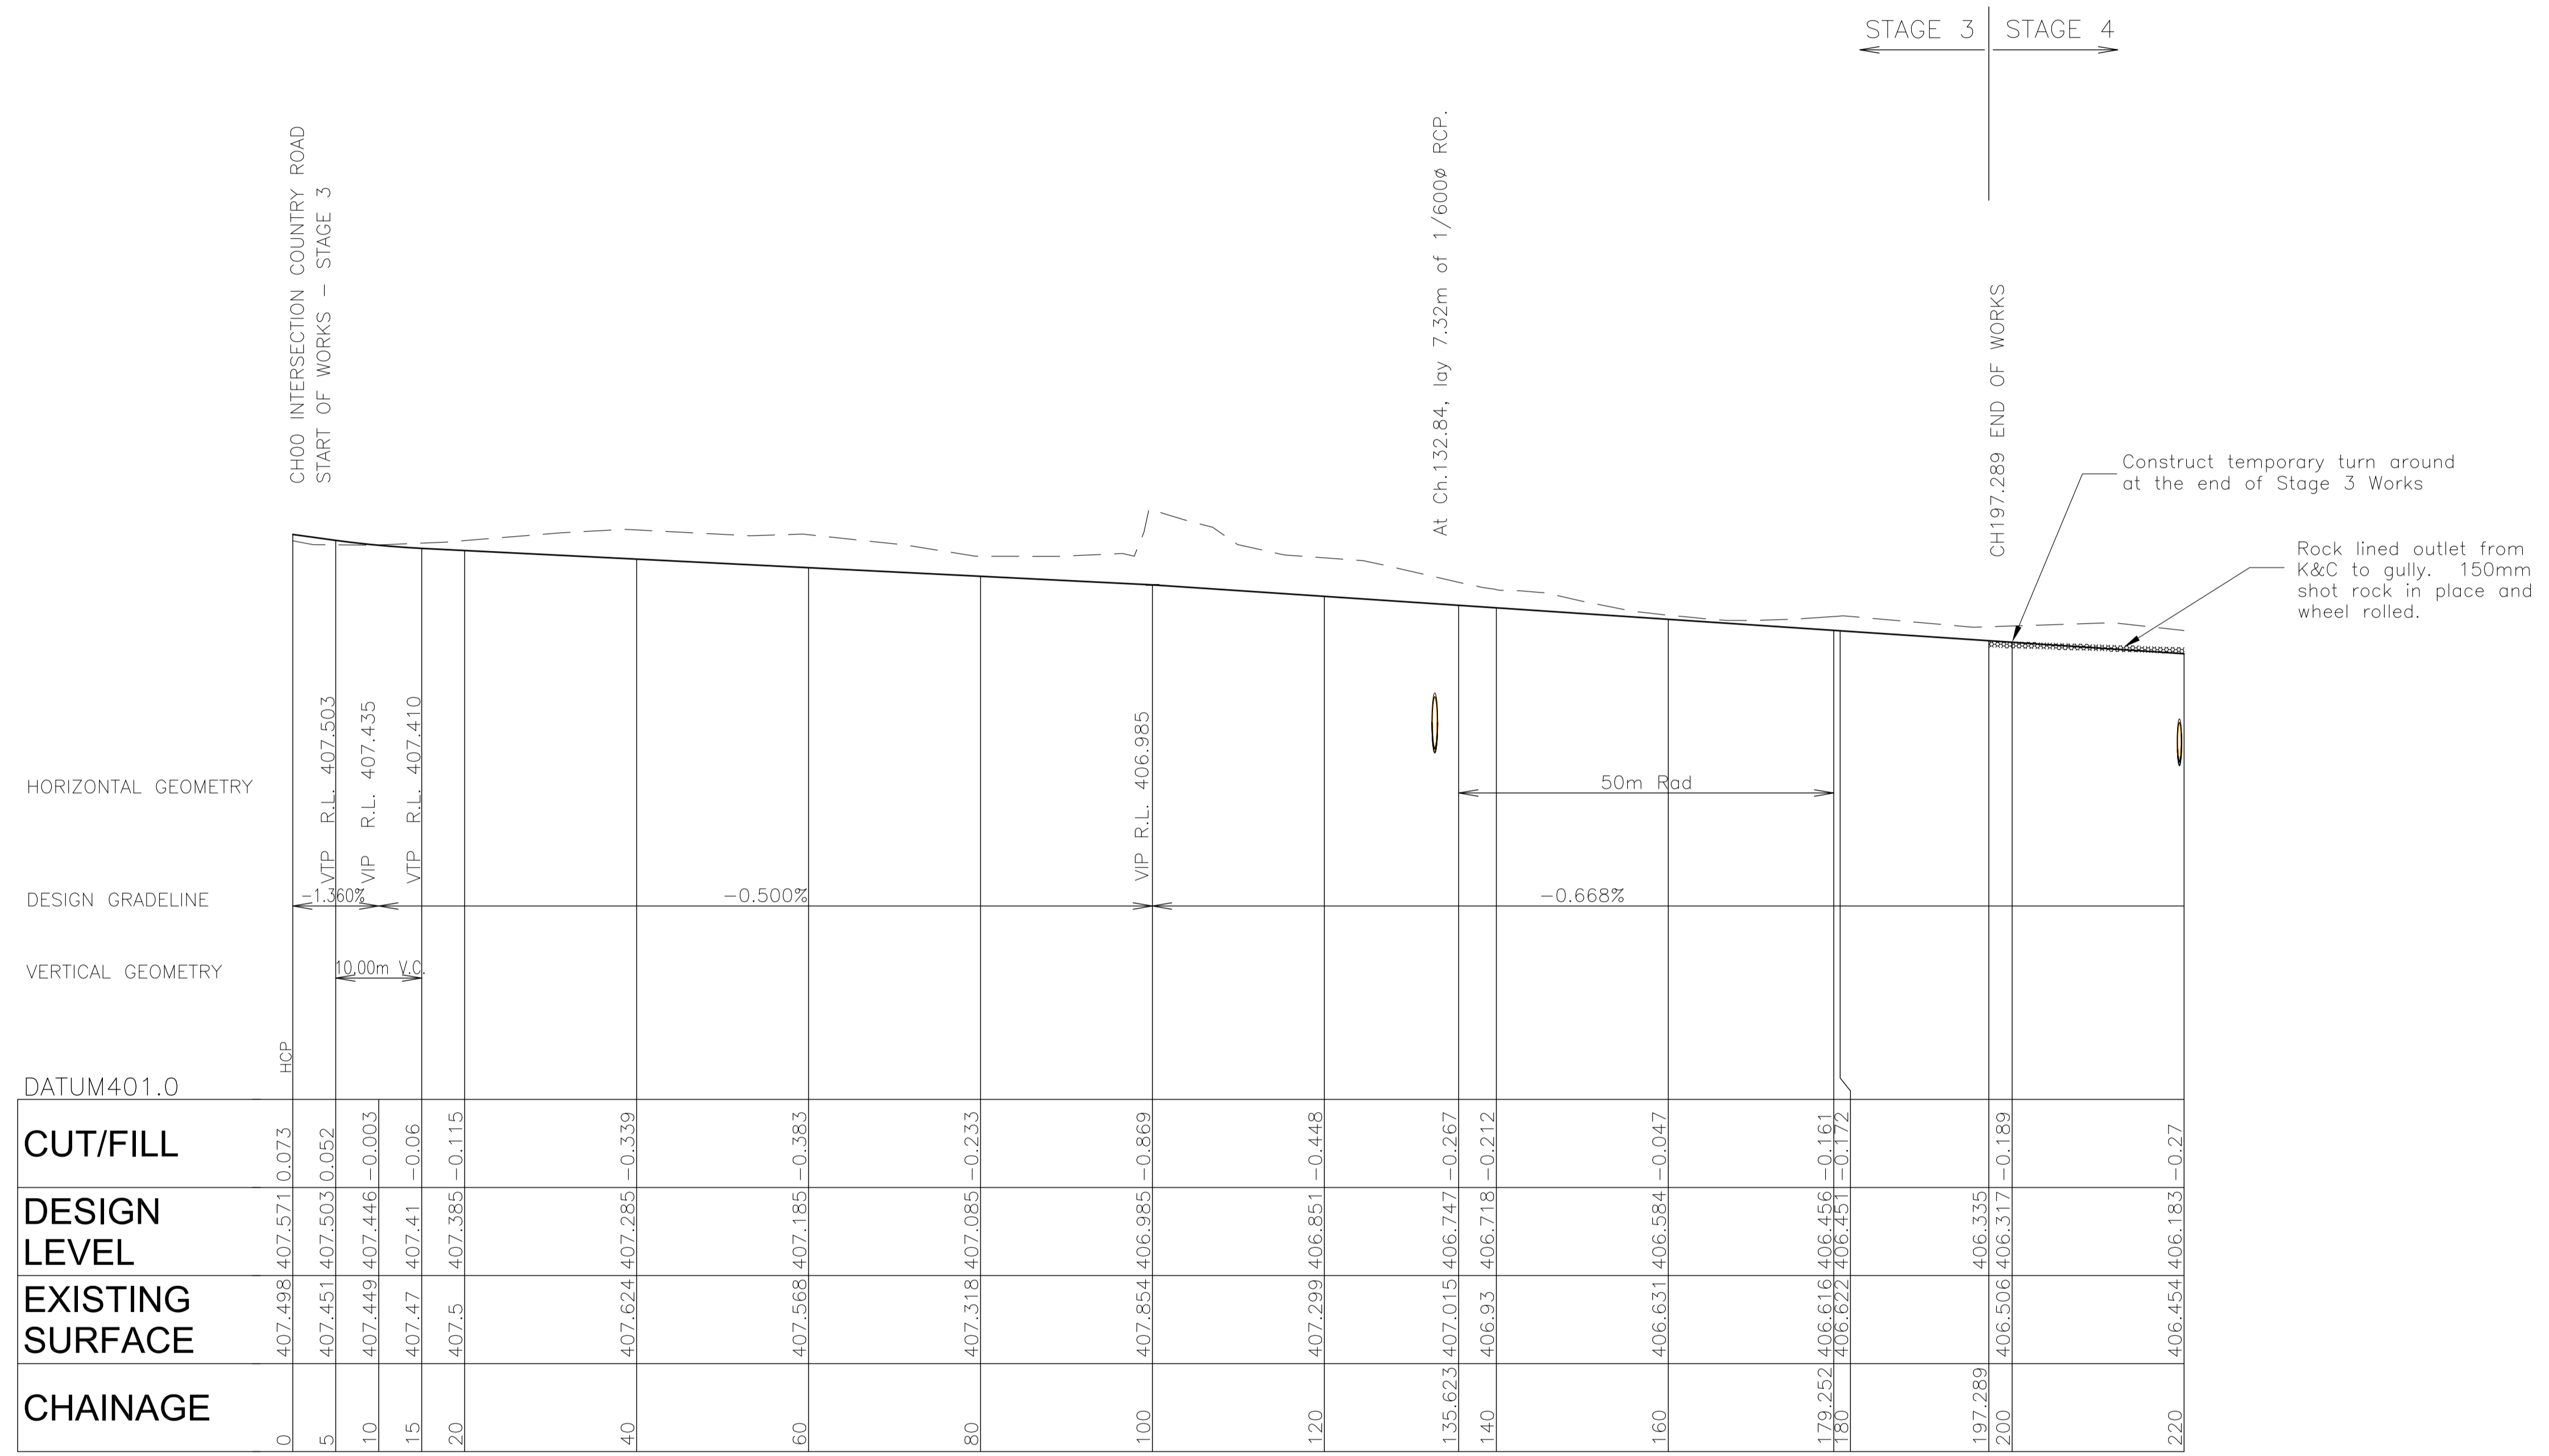 STAGE 3 STAGE 4
CH00 INTERSECTION COUNTRY ROAD
START OF WORKS - STAGE 3
At Ch.132.84, lay 7.32m of 1/600ø RCP.
CH197.289 END OF WORKS
Construct temporary turn around
at the end of Stage 3 Works
Rock lined outlet from
K&C to gully. 150mm
shot rock in place and
wheel rolled.
VTP R.L. 407.503
VIP R.L. 407.435
VTP R.L. 407.410
VIP R.L. 406.985
HORIZONTAL GEOMETRY
50m Rad
DESIGN GRADELINE
-1.360% -0.500% -0.668%
VERTICAL GEOMETRY
10.00m V.C.
HCP
DATUM401.0
CUT/FILL
0.073 0.052 -0.003 -0.06 -0.115 -0.339 -0.383 -0.233 -0.869 -0.448 -0.267 -0.212 -0.047 -0.161 -0.172 -0.189 -0.27
DESIGN
LEVEL
407.571 407.503 407.446 407.41 407.385 407.285 407.185 407.085 406.985 406.851 406.747 406.718 406.584 406.456 406.451 406.335 406.317 406.183
EXISTING
SURFACE
407.498 407.451 407.449 407.47 407.5 407.624 407.568 407.318 407.854 407.299 407.015 406.93 406.631 406.616 406.622 406.506 406.454
CHAINAGE
0 5 10 15 20 40 60 80 100 120 135.623 140 160 179.252 180 197.289 200 220